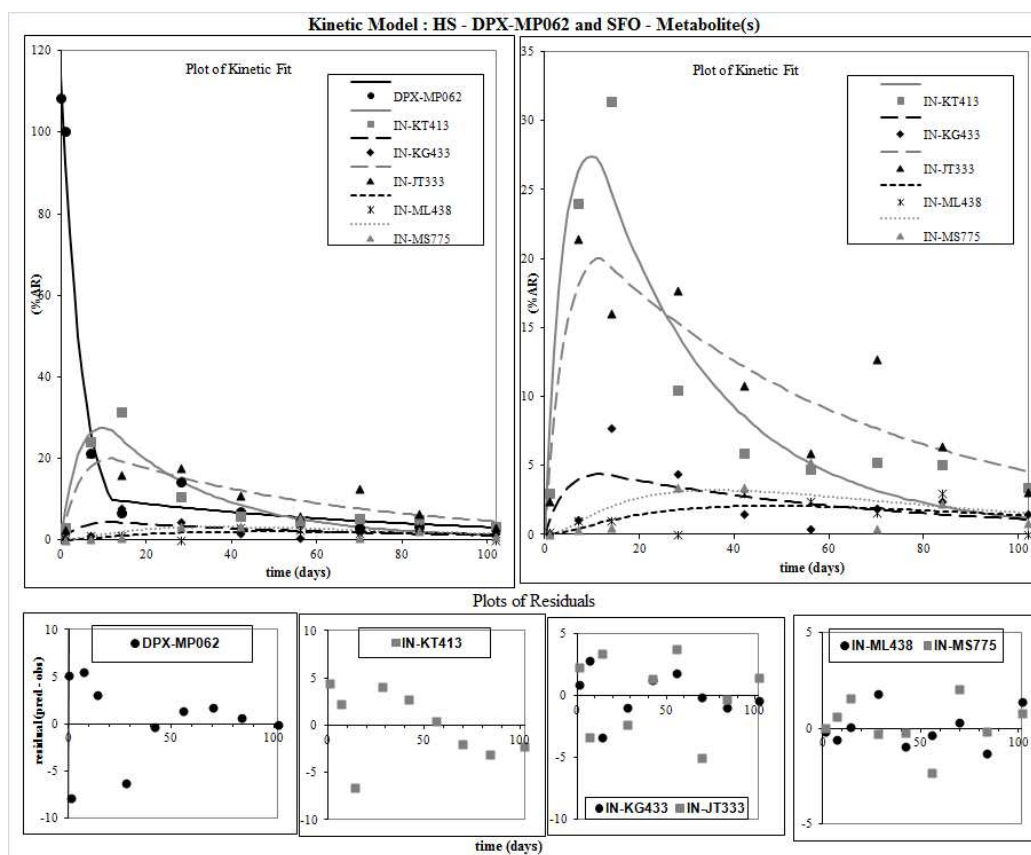 Kinetic Model : HS - DPX-MP062 and SFO - Metabolite(s)
Plot of Kinetic Fit
120
100
80
60
40
20
0
(%AR)
DPX-MP062
IN-KT413
IN-KG433
IN-JT333
IN-ML438
IN-MS775
0 20 40 60 80 100
time (days)
Plot of Kinetic Fit
35
30
25
20
15
10
5
0
(%AR)
IN-KT413
IN-KG433
IN-JT333
IN-ML438
IN-MS775
0 20 40 60 80 100
time (days)
Plots of Residuals
DPX-MP062
10
5
0
-5
-10
0 50 100
residual (pred - obs)
IN-KT413
10
5
0
-5
-10
0 50 100
5
0
-5
-10
0 50 100
IN-KG433 IN-JT333
IN-ML438 IN-MS775
5
0
-5
0 50 100
time (days)